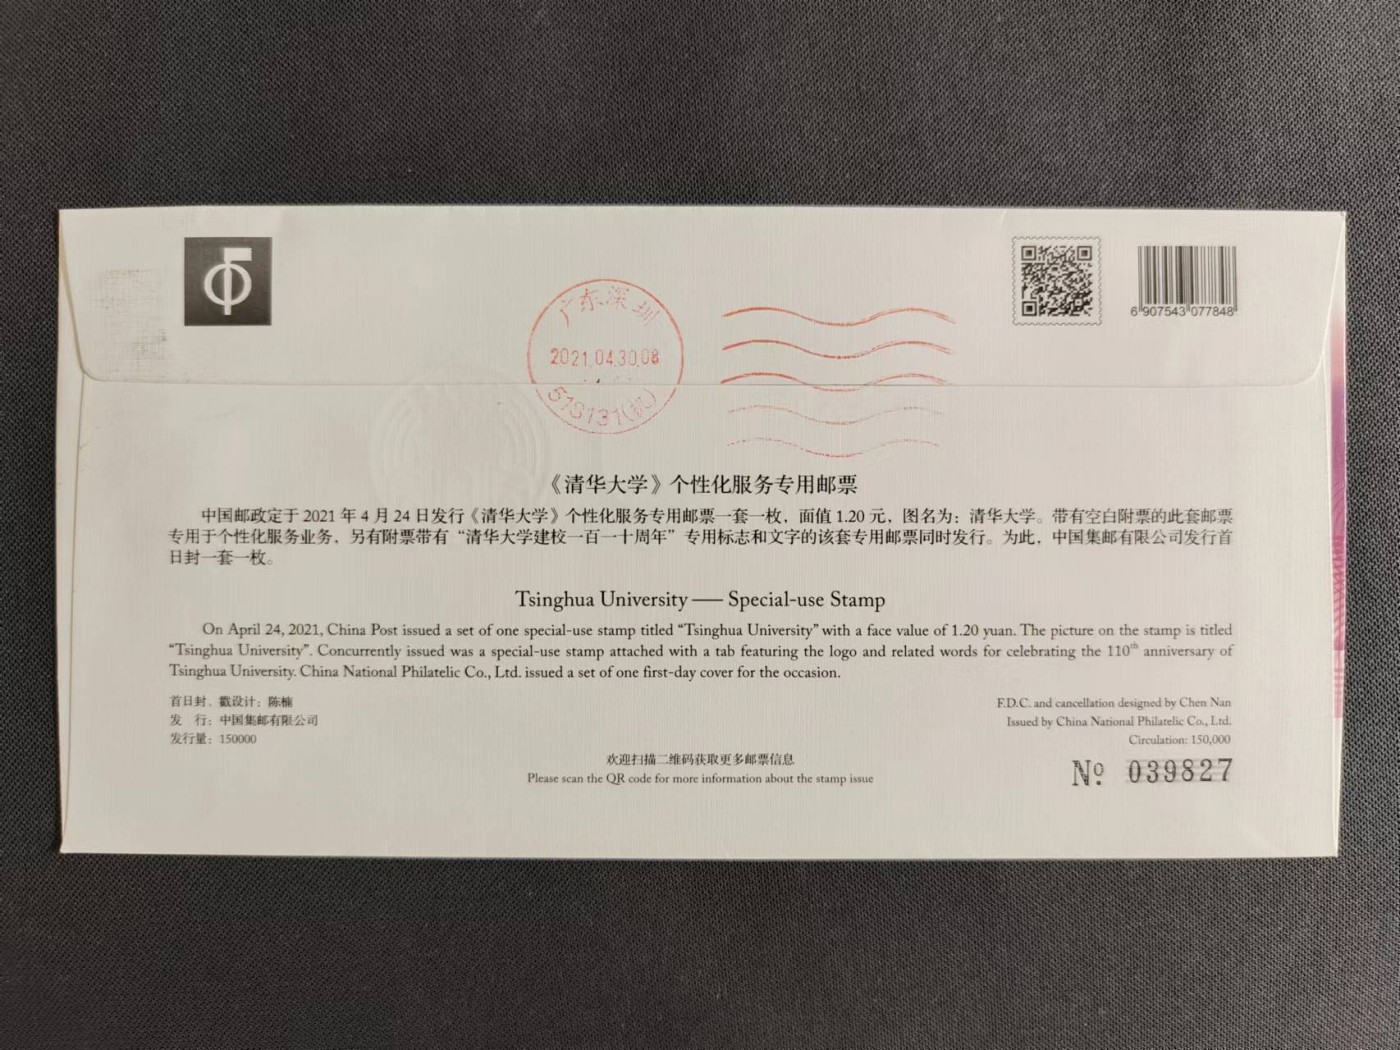 广东深圳
2021.04.30.08
51S131(机)
6 907543 077848
《清华大学》个性化服务专用邮票
中国邮政定于 2021 年 4 月 24 日发行《清华大学》个性化服务专用邮票一套一枚，面值 1.20 元，图名为：清华大学。带有空白附票的此套邮票
专用于个性化服务业务，另有附票带有“清华大学建校一百一十周年”专用标志和文字的该套专用邮票同时发行。为此，中国集邮有限公司发行首
日封一套一枚。
Tsinghua University — Special-use Stamp
On April 24, 2021, China Post issued a set of one special-use stamp titled “Tsinghua University” with a face value of 1.20 yuan. The picture on the stamp is titled
“Tsinghua University”. Concurrently issued was a special-use stamp attached with a tab featuring the logo and related words for celebrating the 110th anniversary of
Tsinghua University. China National Philatelic Co., Ltd. issued a set of one first-day cover for the occasion.
首日封、戳设计：陈楠
发 行：中国集邮有限公司
发行量：150000
F.D.C. and cancellation designed by Chen Nan
Issued by China National Philatelic Co., Ltd.
Circulation: 150,000
欢迎扫描二维码获取更多邮票信息
Please scan the QR code for more information about the stamp issue
№ 039827